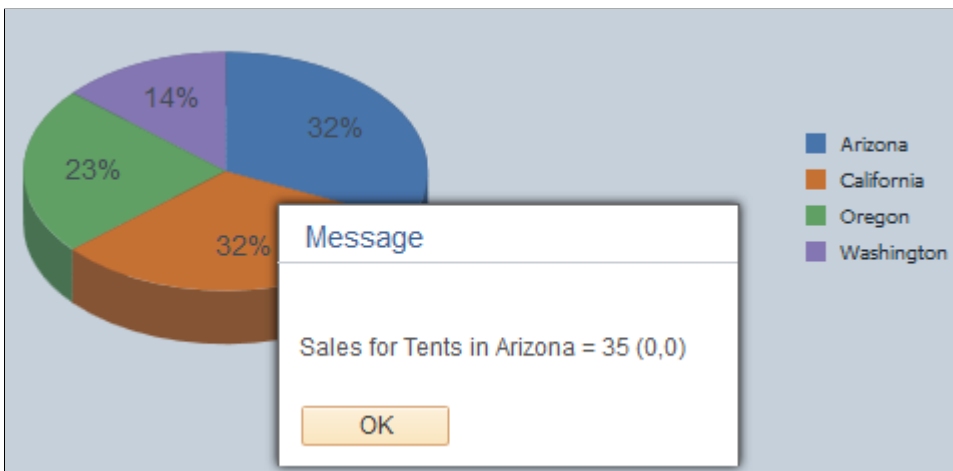 14%
32%
23%
32%
Arizona
California
Oregon
Washington
Message
Sales for Tents in Arizona = 35 (0,0)
OK